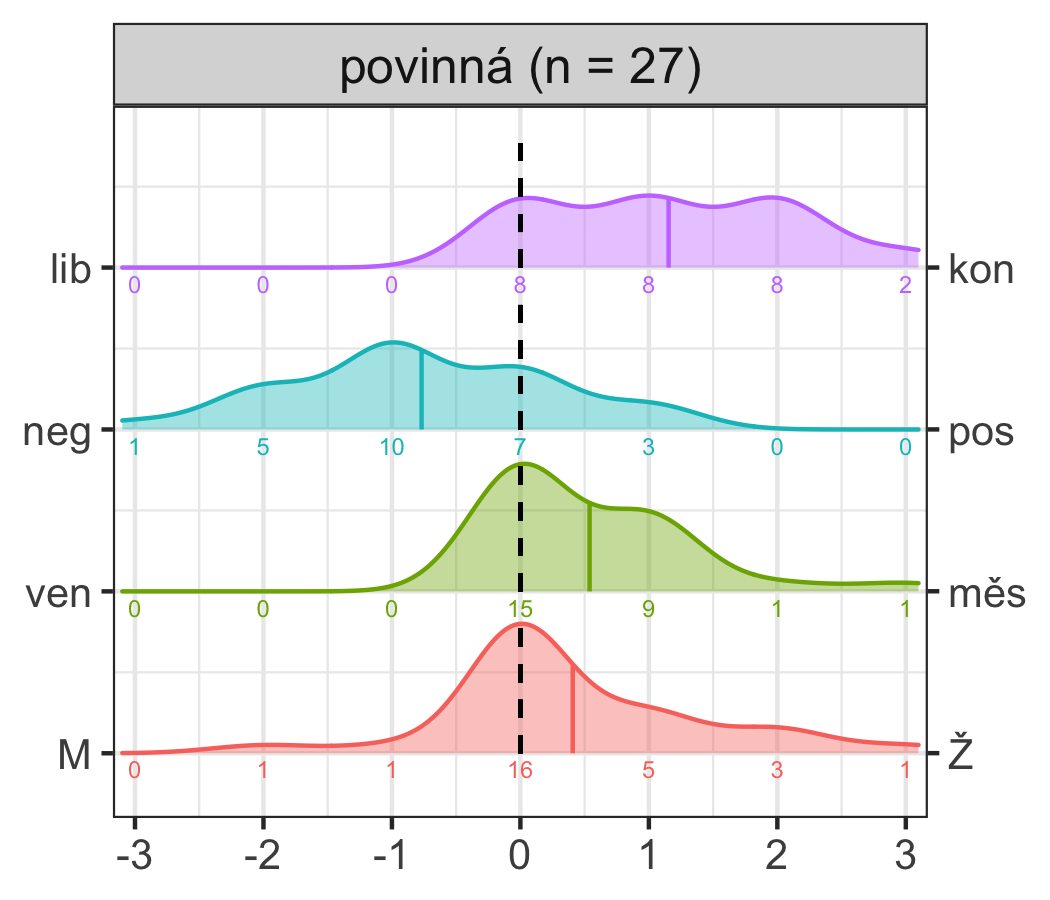 povinná (n = 27)
lib kon
0 0 0 8 8 8 2
neg pos
1 5 10 7 3 0 0
ven měs
0 0 0 15 9 1 1
M Ž
0 1 1 16 5 3 1
-3 -2 -1 0 1 2 3